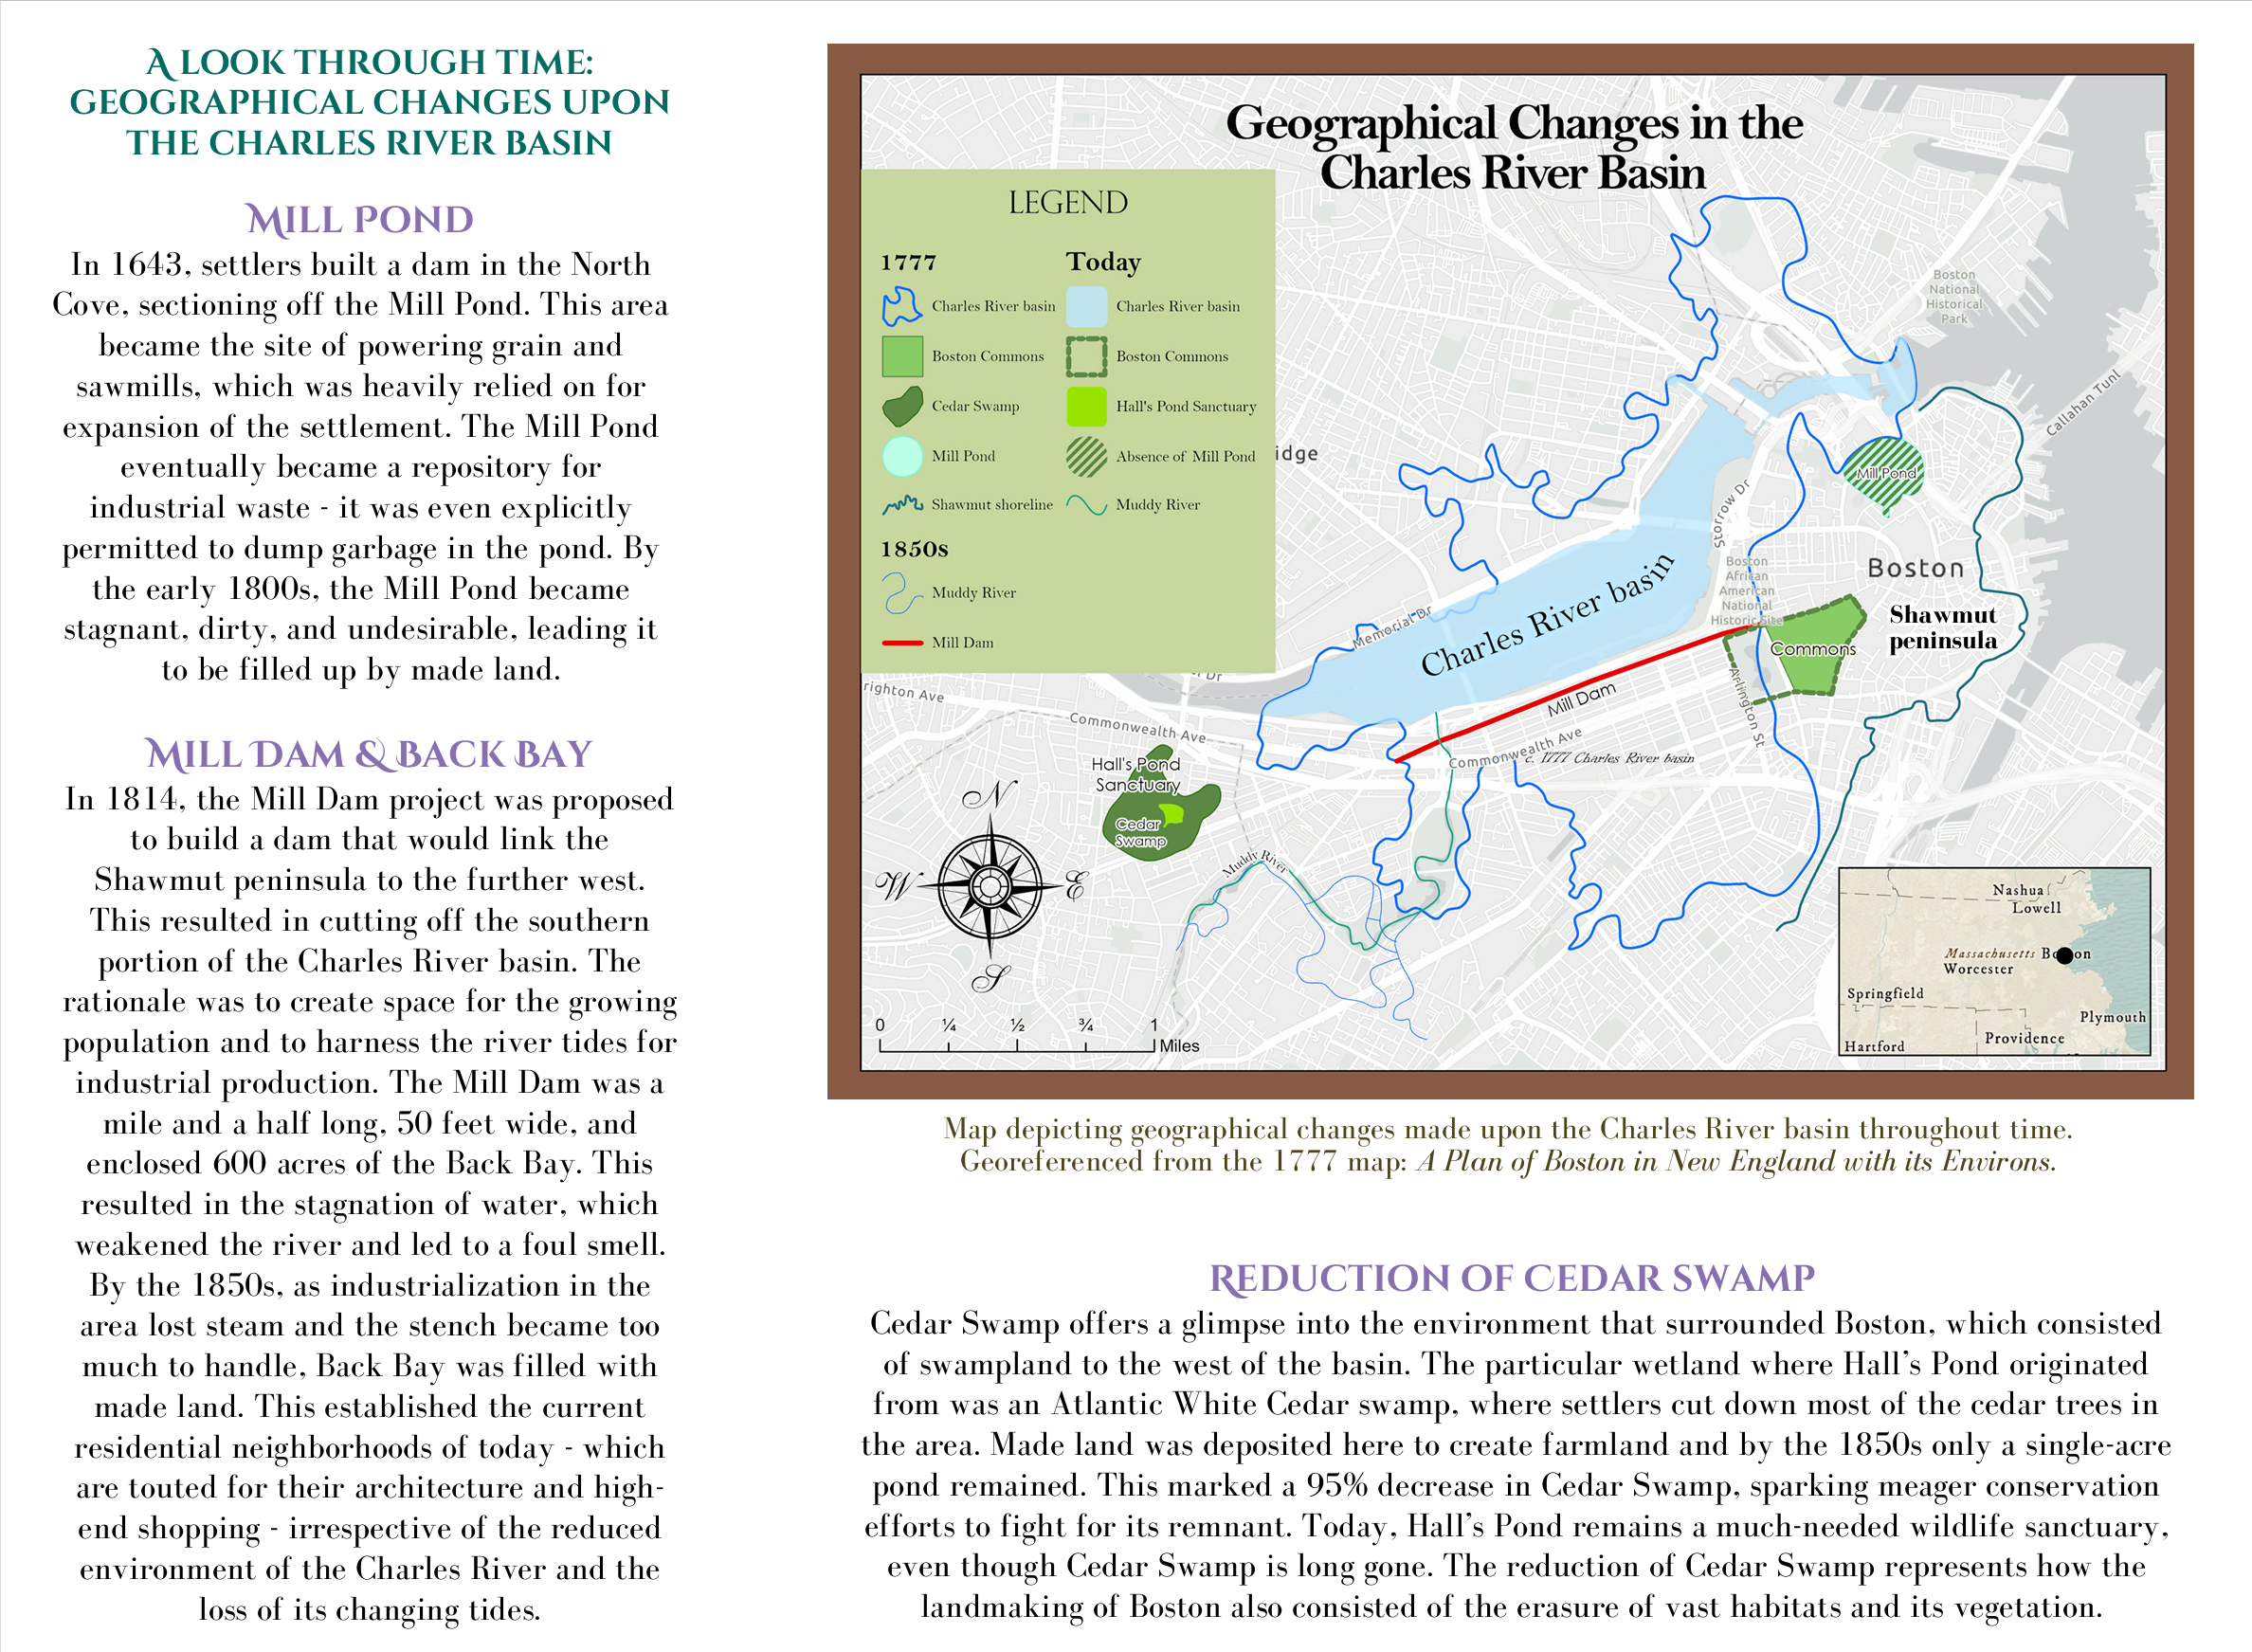 A LOOK THROUGH TIME:
GEOGRAPHICAL CHANGES UPON
THE CHARLES RIVER BASIN
MILL POND
In 1643, settlers built a dam in the North
Cove, sectioning off the Mill Pond. This area
became the site of powering grain and
sawmills, which was heavily relied on for
expansion of the settlement. The Mill Pond
eventually became a repository for
industrial waste - it was even explicitly
permitted to dump garbage in the pond. By
the early 1800s, the Mill Pond became
stagnant, dirty, and undesirable, leading it
to be filled up by made land.
MILL DAM & BACK BAY
In 1814, the Mill Dam project was proposed
to build a dam that would link the
Shawmut peninsula to the further west.
This resulted in cutting off the southern
portion of the Charles River basin. The
rationale was to create space for the growing
population and to harness the river tides for
industrial production. The Mill Dam was a
mile and a half long, 50 feet wide, and
enclosed 600 acres of the Back Bay. This
resulted in the stagnation of water, which
weakened the river and led to a foul smell.
By the 1850s, as industrialization in the
area lost steam and the stench became too
much to handle, Back Bay was filled with
made land. This established the current
residential neighborhoods of today - which
are touted for their architecture and high-
end shopping - irrespective of the reduced
environment of the Charles River and the
loss of its changing tides.
Geographical Changes in the
Charles River Basin
LEGEND
1777
Charles River basin
Boston Commons
Cedar Swamp
Mill Pond
Shawmut shoreline
1850s
Muddy River
Mill Dam
Today
Charles River basin
Boston Commons
Hall's Pond Sanctuary
Absence of Mill Pond
Muddy River
idge
Boston
National
Historical
Park
Callahan Tunl
Mill Pond
Storrow Dr
Boston
African
American
National
Historic Site
Boston
Shawmut
peninsula
Commons
Charles River basin
Memorial Dr
Dr
righton Ave
Commonwealth Ave
Mill Dam
Arlington St
Commonwealth Ave
c. 1777 Charles River basin
Hall's Pond
Sanctuary
Cedar
Swamp
Muddy River
N
W
E
S
0 ¼ ½ ¾ 1
Miles
Nashua
Lowell
Massachusetts
Bo on
Worcester
Springfield
Plymouth
Providence
Hartford
Map depicting geographical changes made upon the Charles River basin throughout time.
Georeferenced from the 1777 map: A Plan of Boston in New England with its Environs.
REDUCTION OF CEDAR SWAMP
Cedar Swamp offers a glimpse into the environment that surrounded Boston, which consisted
of swampland to the west of the basin. The particular wetland where Hall's Pond originated
from was an Atlantic White Cedar swamp, where settlers cut down most of the cedar trees in
the area. Made land was deposited here to create farmland and by the 1850s only a single-acre
pond remained. This marked a 95% decrease in Cedar Swamp, sparking meager conservation
efforts to fight for its remnant. Today, Hall's Pond remains a much-needed wildlife sanctuary,
even though Cedar Swamp is long gone. The reduction of Cedar Swamp represents how the
landmaking of Boston also consisted of the erasure of vast habitats and its vegetation.